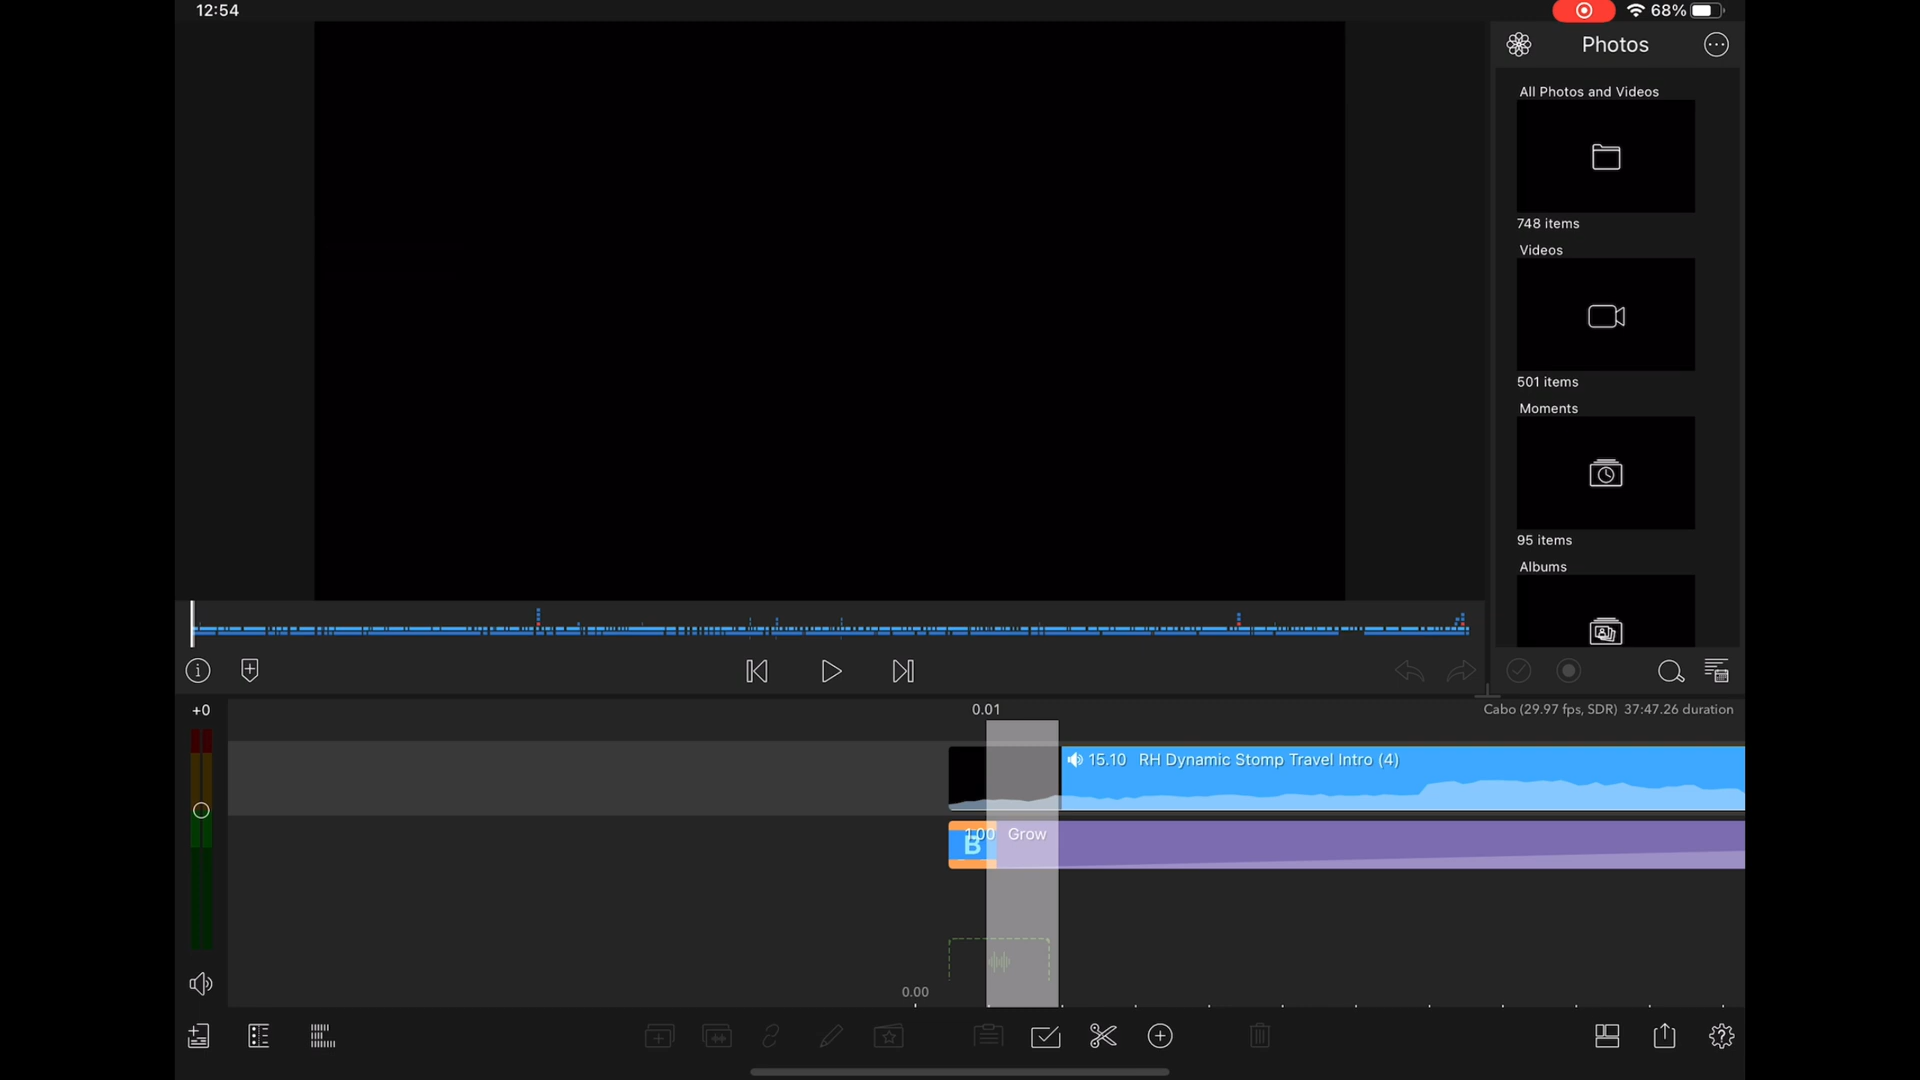 12:54
68%
Photos
All Photos and Videos
748 items
Videos
501 items
Moments
95 items
Albums
+0
0.01
Cabo (29.97 fps, SDR) 37:47.26 duration
15.10 RH Dynamic Stomp Travel Intro (4)
B
1.00 Grow
0.00